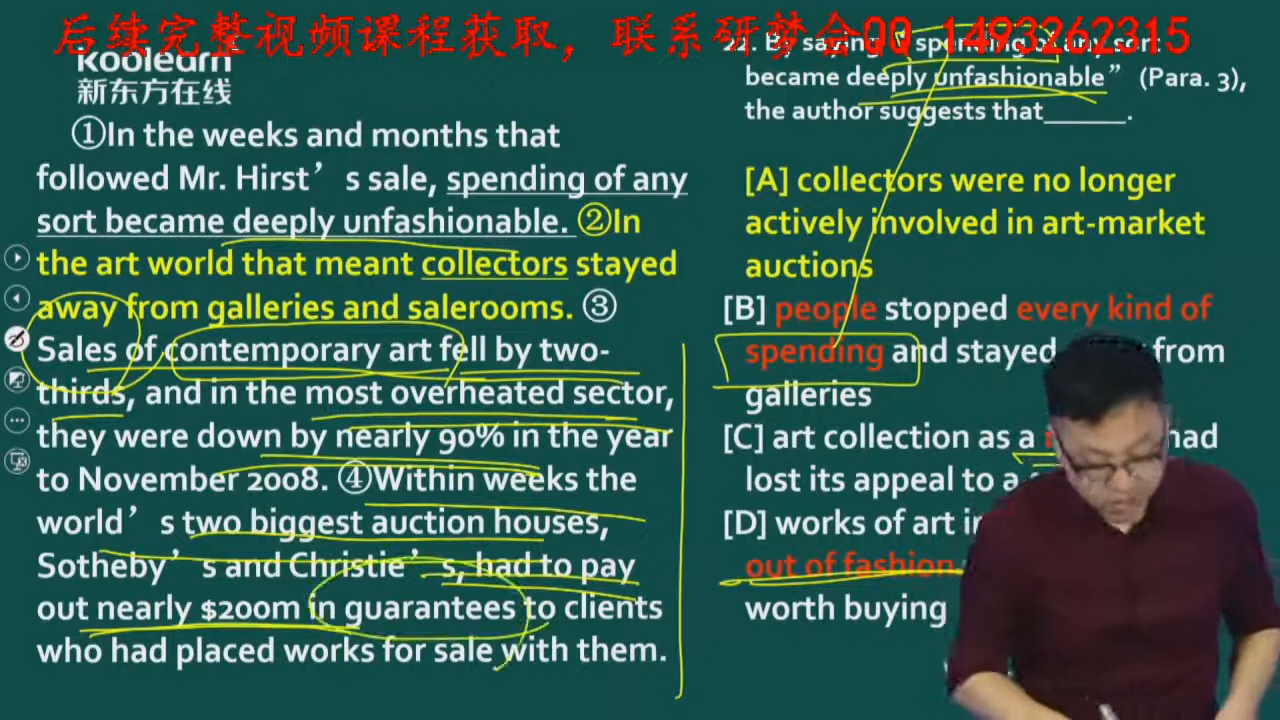 后续完整视频课程获取，联系研梦会QQ 1493262315
Koolearn
新东方在线
①In the weeks and months that
followed Mr. Hirst’s sale, spending of any
sort became deeply unfashionable. ②In
the art world that meant collectors stayed
away from galleries and salerooms. ③
Sales of contemporary art fell by two-
thirds, and in the most overheated sector,
they were down by nearly 90% in the year
to November 2008. ④Within weeks the
world’s two biggest auction houses,
Sotheby’s and Christie’s, had to pay
out nearly $200m in guarantees to clients
who had placed works for sale with them.
22. By saying “spending of any sort
became deeply unfashionable” (Para. 3),
the author suggests that______.
[A] collectors were no longer
actively involved in art-market
auctions
[B] people stopped every kind of
spending and stayed from
galleries
[C] art collection as a had
lost its appeal to a
[D] works of art
out of fashion
worth buying